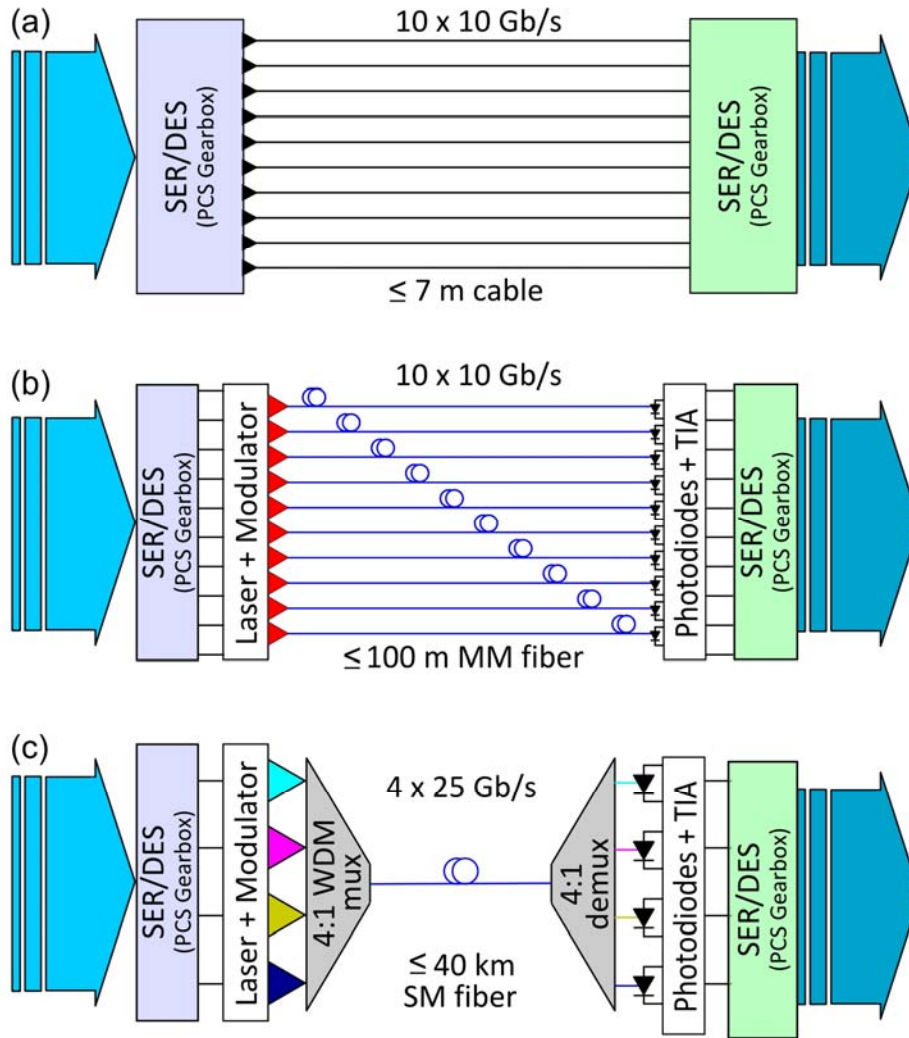 (a)
10 x 10 Gb/s
SER/DES
(PCS Gearbox)
SER/DES
(PCS Gearbox)
≤ 7 m cable
(b)
10 x 10 Gb/s
SER/DES
(PCS Gearbox)
Laser + Modulator
Photodiodes + TIA
SER/DES
(PCS Gearbox)
≤ 100 m MM fiber
(c)
SER/DES
(PCS Gearbox)
Laser + Modulator
4:1 WDM
mux
4 x 25 Gb/s
4:1
demux
Photodiodes + TIA
SER/DES
(PCS Gearbox)
≤ 40 km
SM fiber